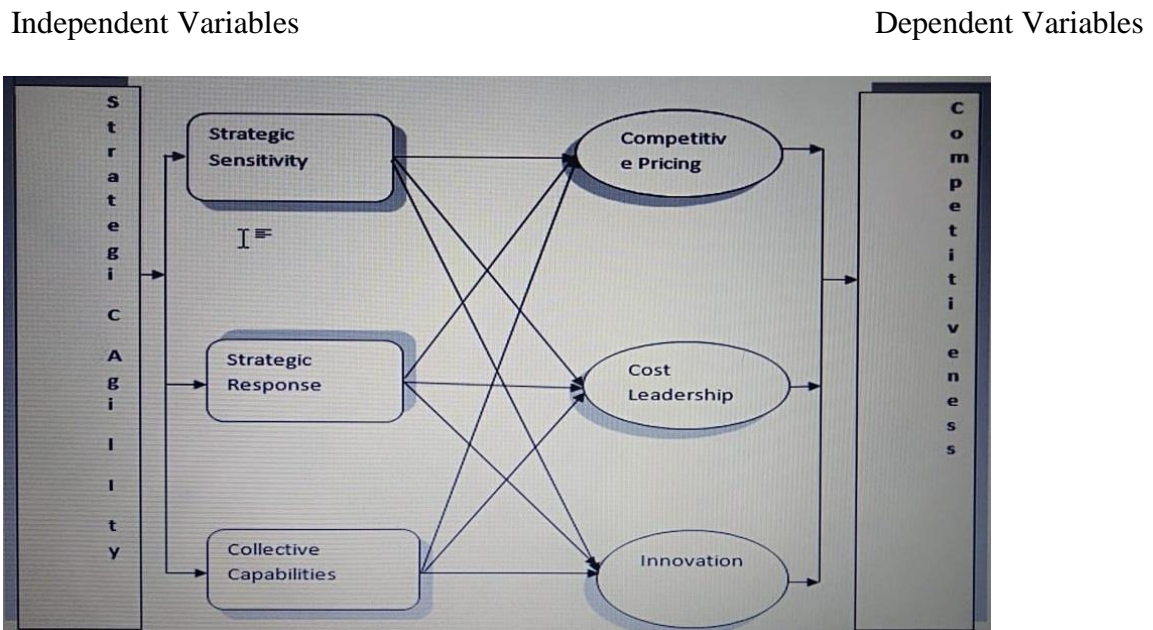 Independent Variables
Dependent Variables
S
t
r
a
t
e
g
i
C
A
g
i
l
I
t
y
Strategic
Sensitivity
Strategic
Response
Collective
Capabilities
Competitiv
e Pricing
Cost
Leadership
Innovation
C
o
m
p
e
t
i
t
i
v
e
n
e
s
s